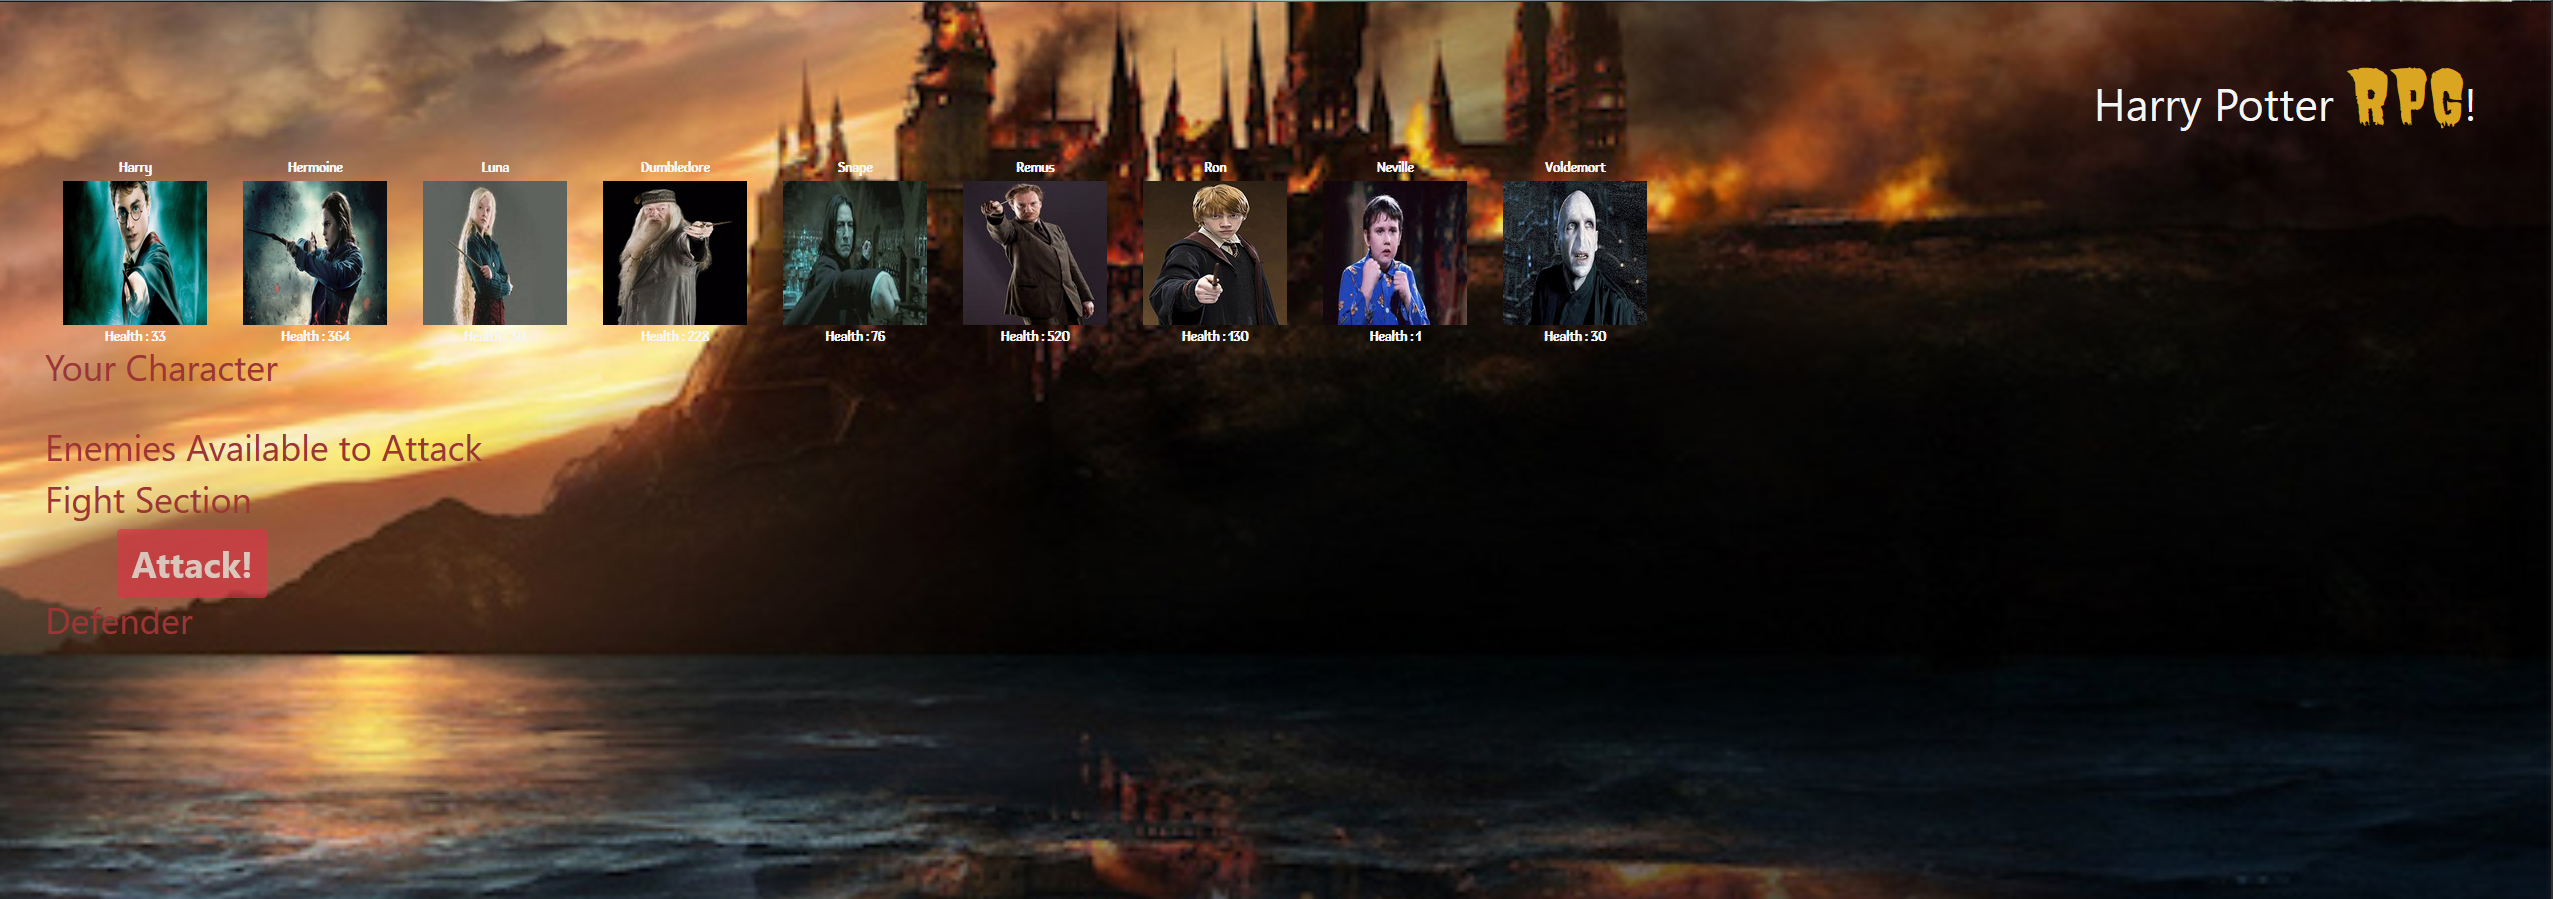 Harry Potter RPG!
Harry Hermoine Luna Dumbledore Snape Remus Ron Neville Voldemort
Health : 33 Health : 364 Health : Health : 228 Health : 76 Health : 520 Health : 130 Health : 1 Health : 30
Your Character
Enemies Available to Attack
Fight Section
Attack!
Defender